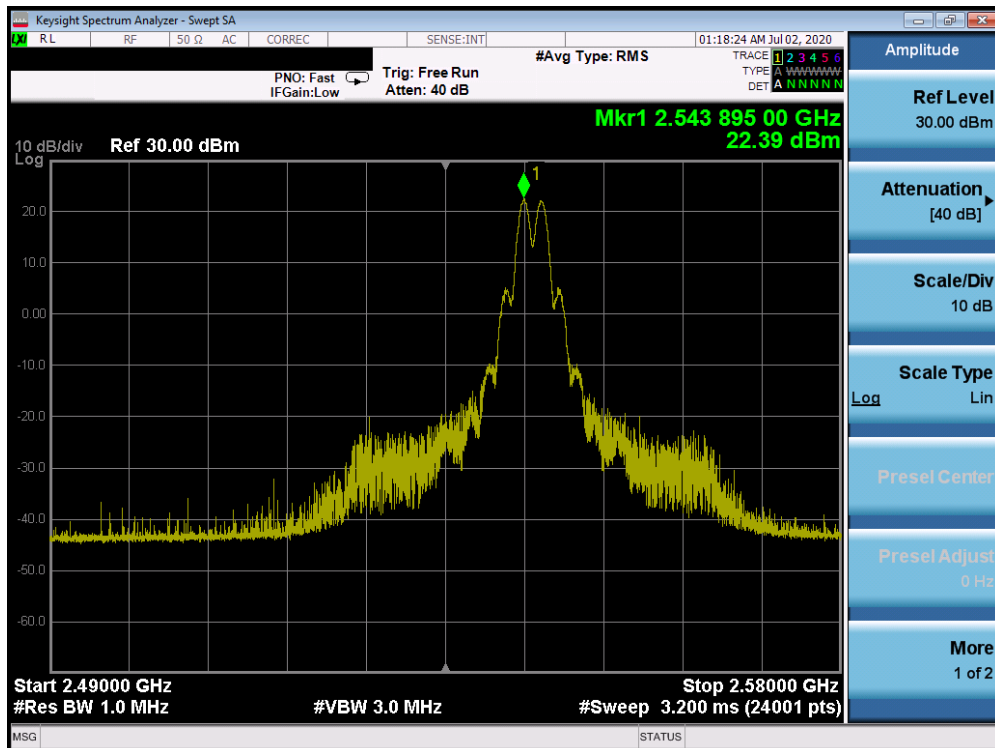 Keysight Spectrum Analyzer - Swept SA
LXI RL RF 50 Ω AC CORREC SENSE:INT 01:18:24 AM Jul 02, 2020
#Avg Type: RMS
TRACE 1 2 3 4 5 6
TYPE A WWWWW
DET A N N N N N
PNO: Fast
IFGain:Low
Trig: Free Run
Atten: 40 dB
Mkr1 2.543 895 00 GHz
22.39 dBm
10 dB/div
Log
Ref 30.00 dBm
1
20.0
10.0
0.00
-10.0
-20.0
-30.0
-40.0
-50.0
-60.0
Start 2.49000 GHz
Stop 2.58000 GHz
#Res BW 1.0 MHz
#VBW 3.0 MHz
#Sweep 3.200 ms (24001 pts)
MSG
STATUS
Amplitude
Ref Level
30.00 dBm
Attenuation
[40 dB]
Scale/Div
10 dB
Scale Type
Log Lin
Presel Center
Presel Adjust
0 Hz
More
1 of 2